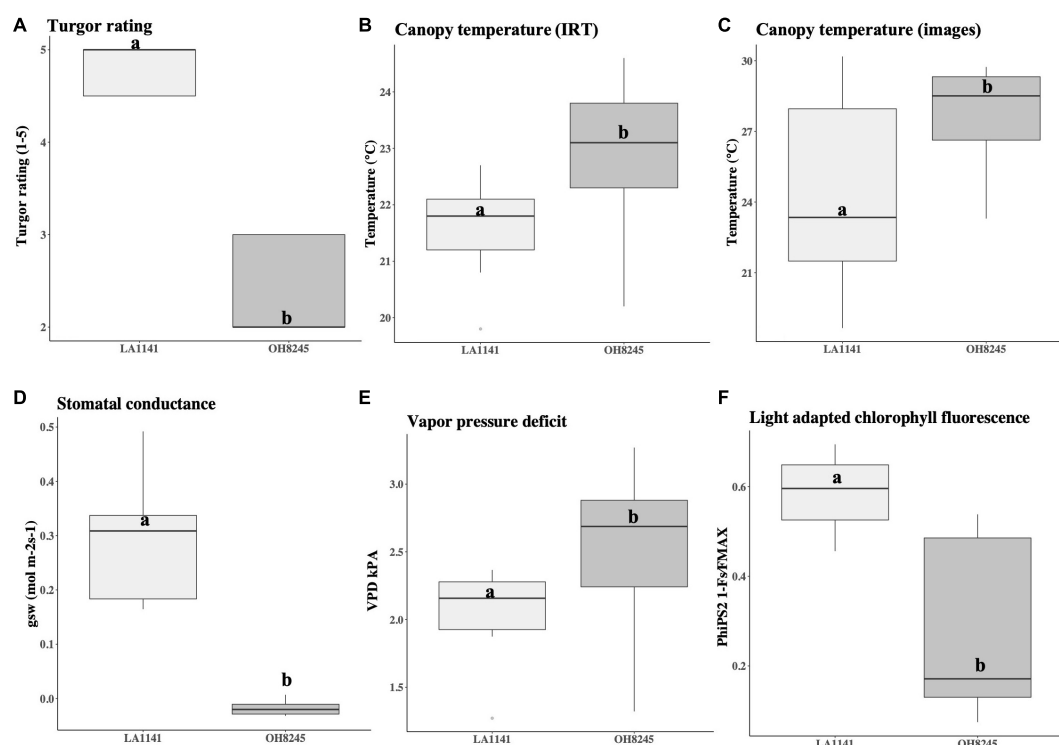 A Turgor rating
Turgor rating (1-5)
5
4
3
2
a
b
LA1141 OH8245
B Canopy temperature (IRT)
Temperature (°C)
24
23
22
21
20
a
b
LA1141 OH8245
C Canopy temperature (images)
Temperature (°C)
30
27
24
21
a
b
LA1141 OH8245
D Stomatal conductance
gsw (mol m-2s-1)
0.5
0.4
0.3
0.2
0.1
0.0
a
b
LA1141 OH8245
E Vapor pressure deficit
VPD kPA
3.0
2.5
2.0
1.5
a
b
LA1141 OH8245
F Light adapted chlorophyll fluorescence
PhiPS2 1-Fs/FMAX
0.6
0.4
0.2
a
b
LA1141 OH8245